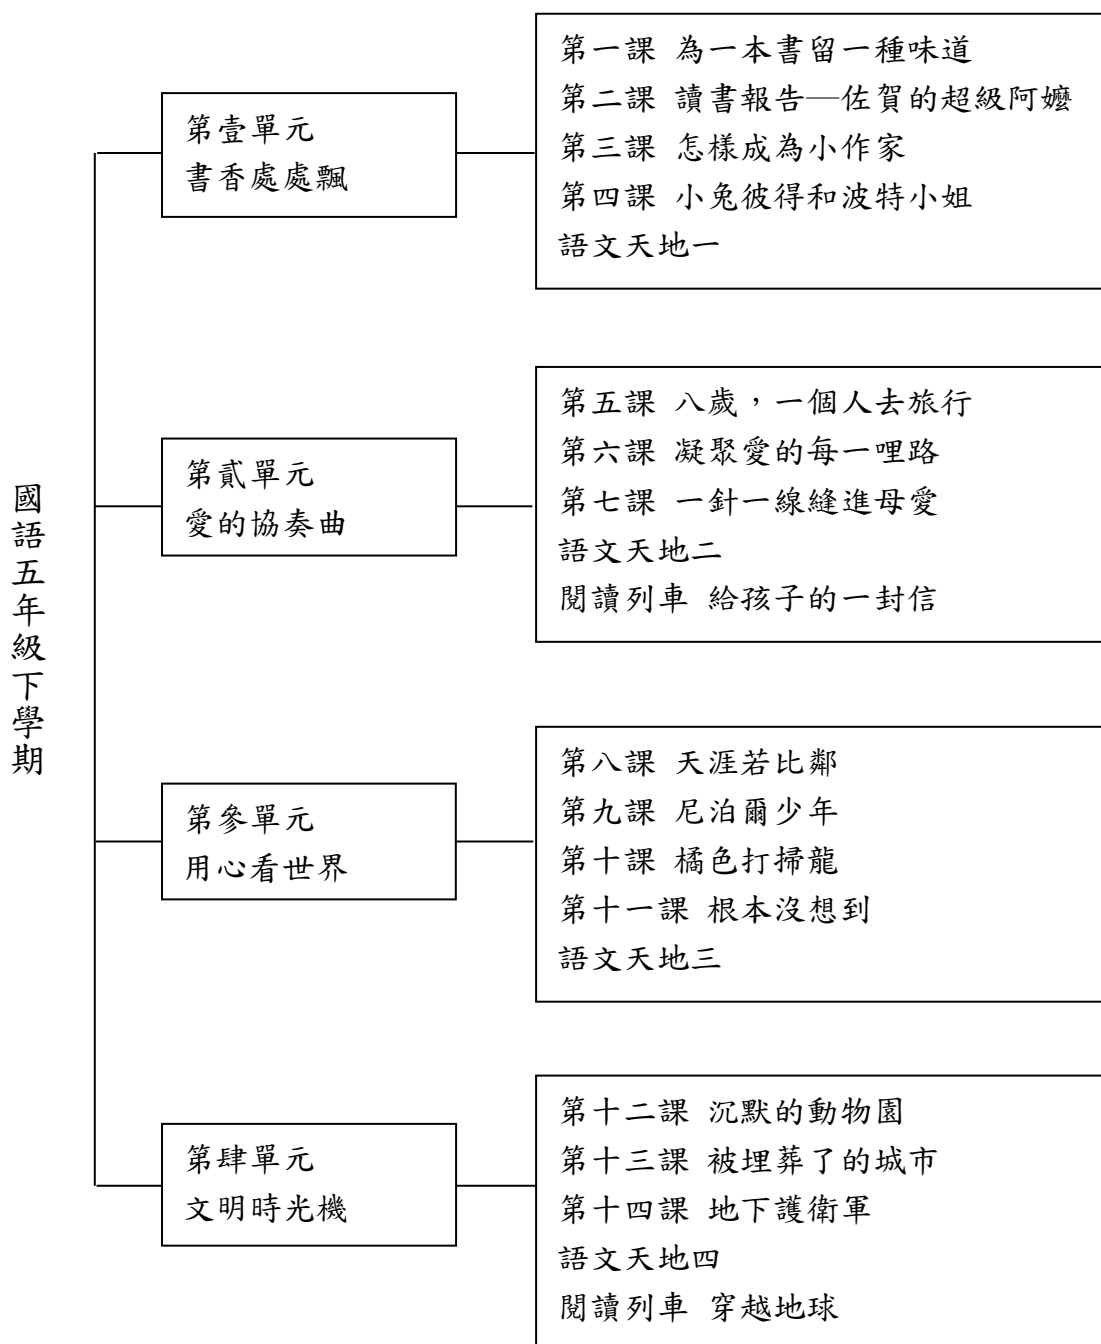 國語五年級下學期
第壹單元
書香處處飄
第一課 為一本書留一種味道
第二課 讀書報告—佐賀的超級阿嬤
第三課 怎樣成為小作家
第四課 小兔彼得和波特小姐
語文天地一
第貳單元
愛的協奏曲
第五課 八歲，一個人去旅行
第六課 凝聚愛的每一哩路
第七課 一針一線縫進母愛
語文天地二
閱讀列車 給孩子的一封信
第參單元
用心看世界
第八課 天涯若比鄰
第九課 尼泊爾少年
第十課 橘色打掃龍
第十一課 根本沒想到
語文天地三
第肆單元
文明時光機
第十二課 沉默的動物園
第十三課 被埋葬了的城市
第十四課 地下護衛軍
語文天地四
閱讀列車 穿越地球